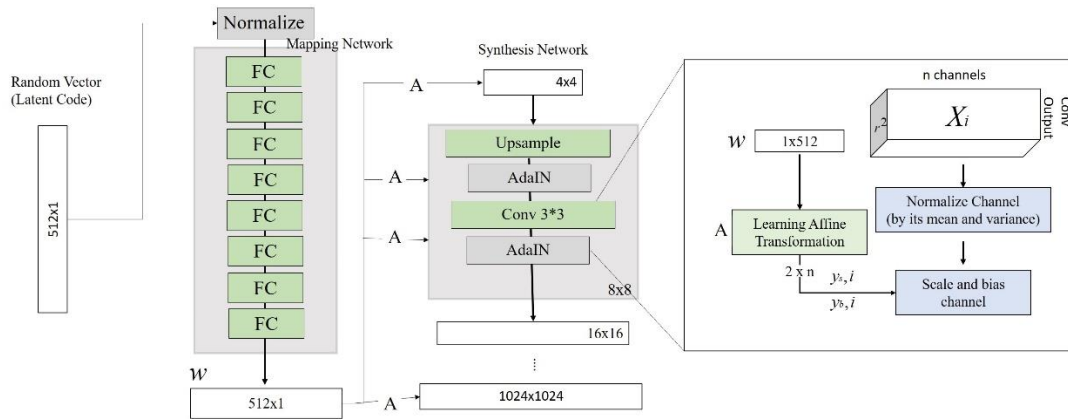 Normalize
Mapping Network
Random Vector
(Latent Code)
512x1
FC
FC
FC
FC
FC
FC
FC
FC
w
512x1
Synthesis Network
A
4x4
Upsample
A
AdaIN
Conv 3*3
A
AdaIN
8x8
16x16
....
A
1024x1024
n channels
r²
Xi
Conv
Output
w
1x512
A
Learning Affine
Transformation
2 x n
yₛ,i
y_b,i
Normalize Channel
(by its mean and variance)
Scale and bias
channel